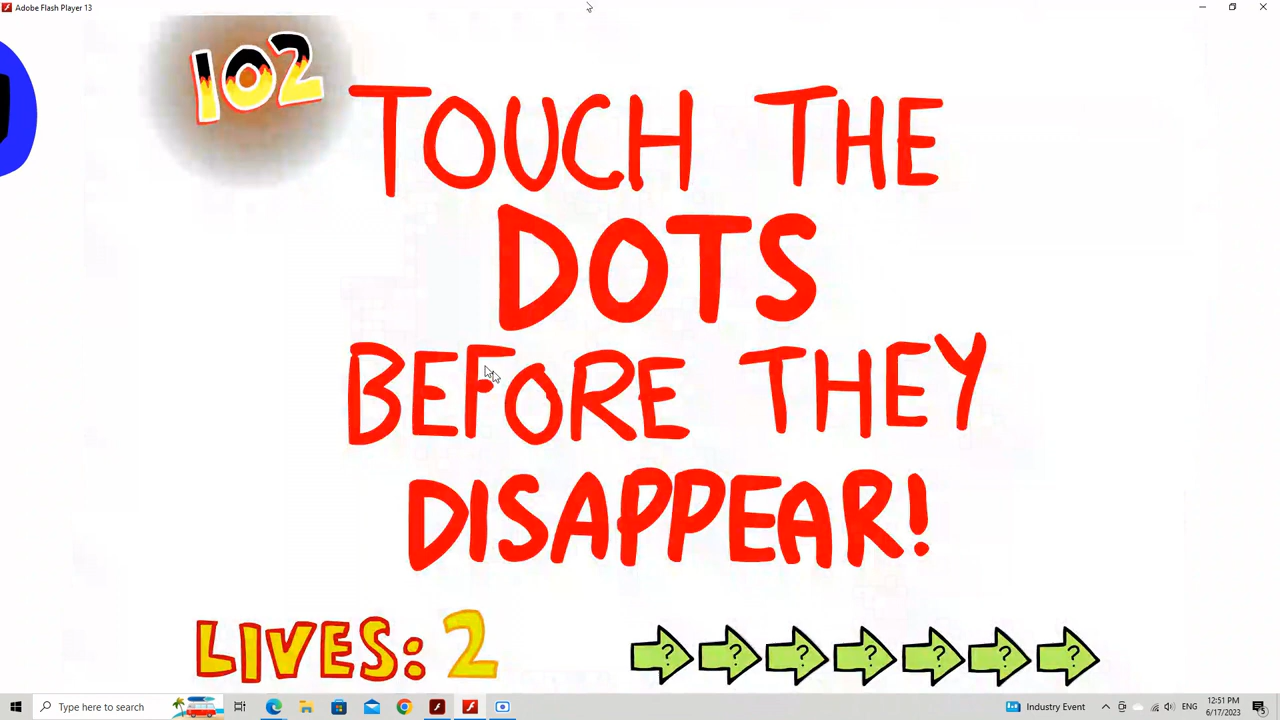 Adobe Flash Player 13
102
TOUCH THE
DOTS
BEFORE THEY
DISAPPEAR!
LIVES: 2
? ? ? ? ? ? ?
Type here to search
Industry Event
ENG
12:51 PM
6/17/2023